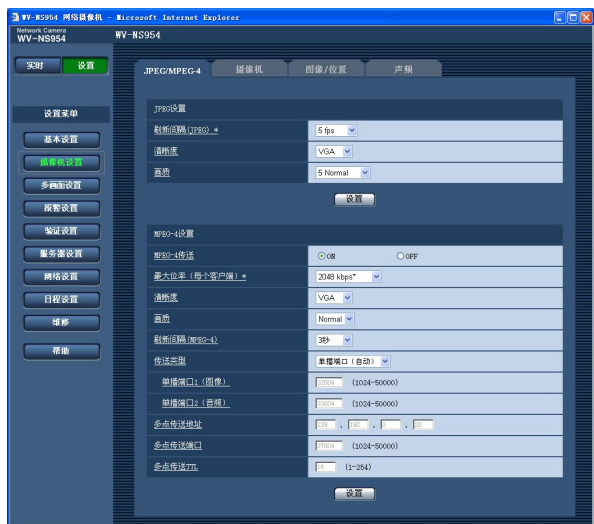 WV-NS954 网络摄像机 - Microsoft Internet Explorer
Network Camera
WV-NS954
WV-NS954
实时 设置
JPEG/MPEG-4 摄像机 图像/位置 声频
设置菜单
基本设置
摄像机设置
多画面设置
报警设置
验证设置
服务器设置
网络设置
日程设置
维修
帮助
JPEG设置
刷新间隔(JPEG) * 5 fps
清晰度 VGA
画质 5 Normal
设置
MPEG-4设置
MPEG-4传送 ON OFF
最大位率（每个客户端）* 2048 kbps*
清晰度 VGA
画质 Normal
刷新间隔(MPEG-4) 3秒
传送类型 单播端口（自动）
单播端口1（图像） 32004 (1024-50000)
单播端口2（音频） 33004 (1024-50000)
多点传送地址 239 . 192 . 0 . 20
多点传送端口 37004 (1024-50000)
多点传送TTL 16 (1-254)
设置